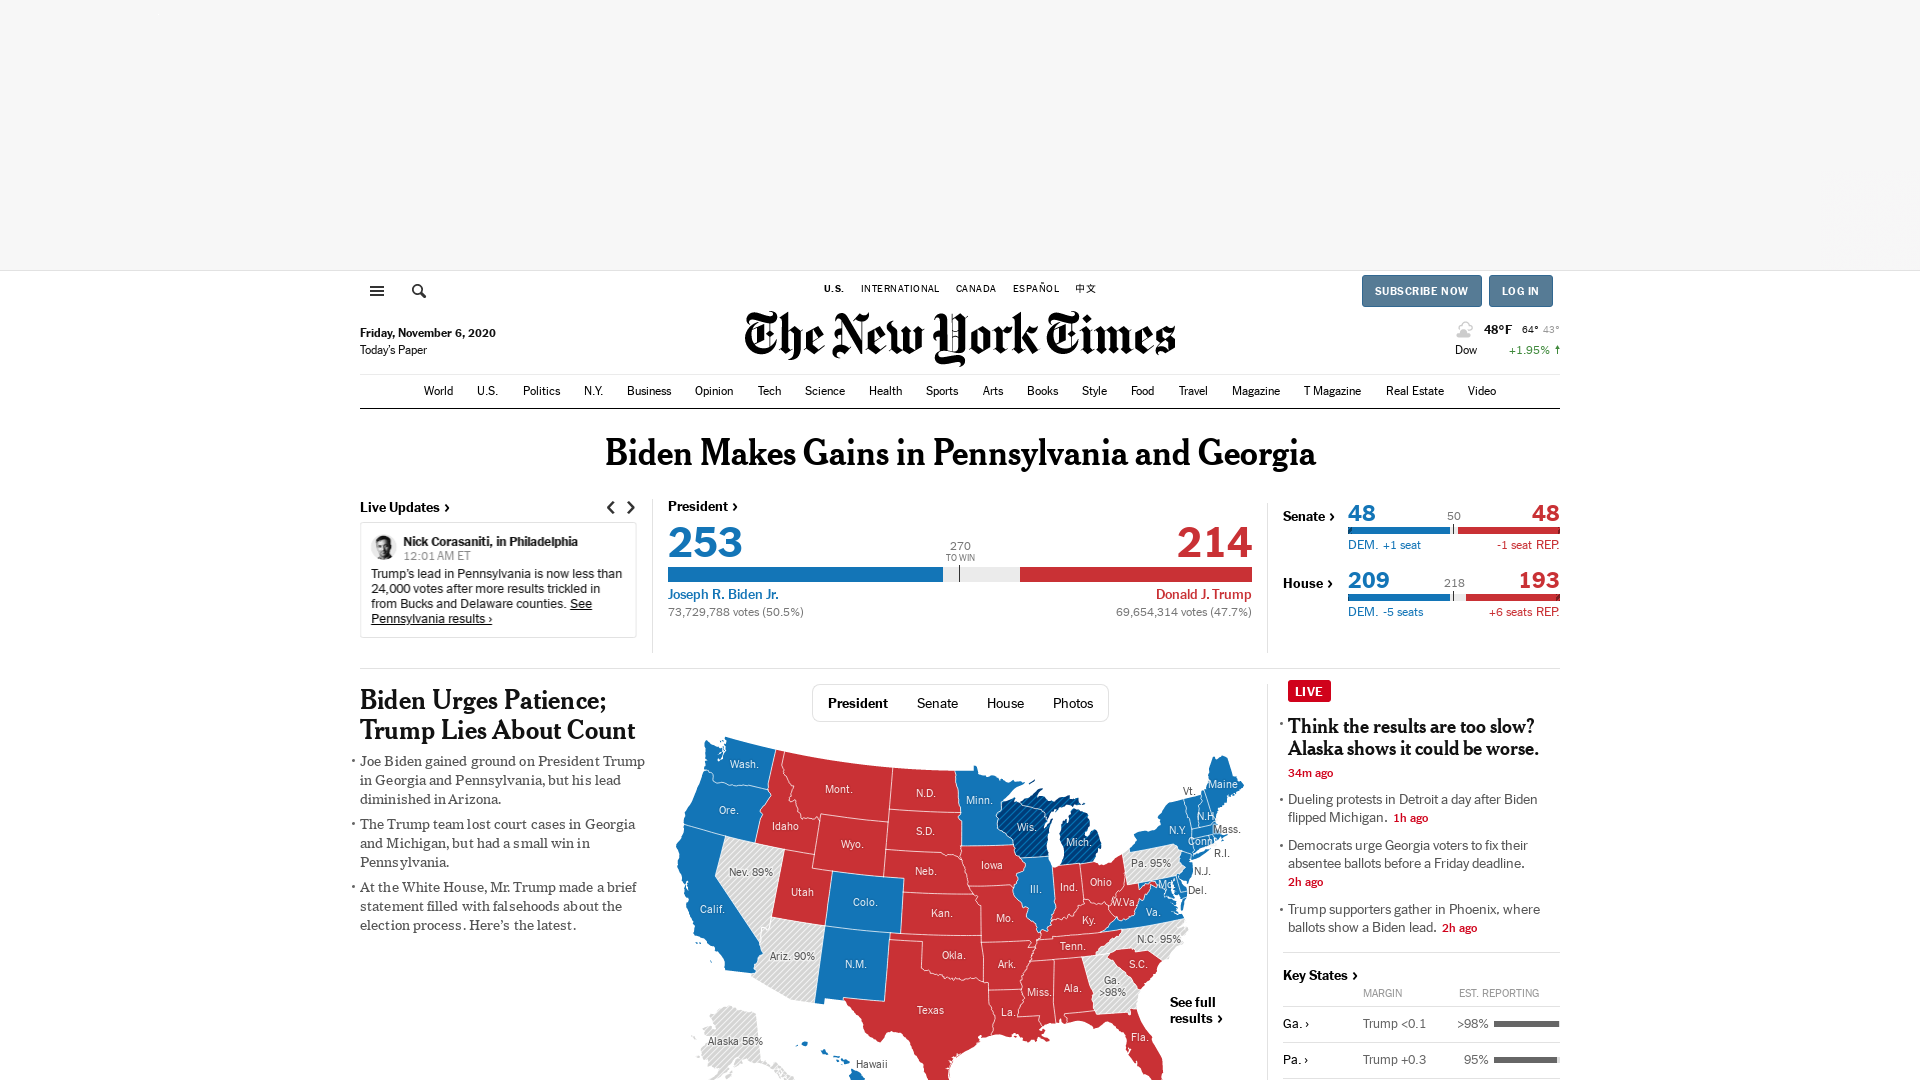 U.S. INTERNATIONAL CANADA ESPAÑOL 中文
SUBSCRIBE NOW LOG IN
The New York Times
Friday, November 6, 2020
Today's Paper
48°F 64° 43°
Dow +1.95% ↑
World U.S. Politics N.Y. Business Opinion Tech Science Health Sports Arts Books Style Food Travel Magazine T Magazine Real Estate Video
Biden Makes Gains in Pennsylvania and Georgia
Live Updates ›
Nick Corasaniti, in Philadelphia
12:01 AM ET
Trump's lead in Pennsylvania is now less than
24,000 votes after more results trickled in
from Bucks and Delaware counties. See
Pennsylvania results ›
President ›
253 214
270
TO WIN
Joseph R. Biden Jr. Donald J. Trump
73,729,788 votes (50.5%) 69,654,314 votes (47.7%)
Senate › 48 50 48
DEM. +1 seat -1 seat REP.
House › 209 218 193
DEM. -5 seats +6 seats REP.
Biden Urges Patience;
Trump Lies About Count
• Joe Biden gained ground on President Trump
in Georgia and Pennsylvania, but his lead
diminished in Arizona.
• The Trump team lost court cases in Georgia
and Michigan, but had a small win in
Pennsylvania.
• At the White House, Mr. Trump made a brief
statement filled with falsehoods about the
election process. Here's the latest.
President Senate House Photos
Wash.
Mont.
N.D.
Minn.
Vt.
Maine
Ore.
Idaho
S.D.
Wis.
Mich.
N.Y.
N.H.
Mass.
Wyo.
Conn.
R.I.
Nev. 89%
Neb.
Iowa
Pa. 95%
N.J.
Utah
Ill.
Ind.
Ohio
Md.
Del.
Calif.
Colo.
Kan.
Mo.
W.Va.
Ky.
Va.
Ariz. 90%
N.M.
Okla.
Ark.
Tenn.
N.C. 95%
S.C.
Texas
La.
Miss.
Ala.
Ga.
>98%
Fla.
Alaska 56%
Hawaii
See full
results ›
LIVE
• Think the results are too slow?
Alaska shows it could be worse.
34m ago
• Dueling protests in Detroit a day after Biden
flipped Michigan. 1h ago
• Democrats urge Georgia voters to fix their
absentee ballots before a Friday deadline.
2h ago
• Trump supporters gather in Phoenix, where
ballots show a Biden lead. 2h ago
Key States ›
MARGIN EST. REPORTING
Ga. › Trump <0.1 >98%
Pa. › Trump +0.3 95%